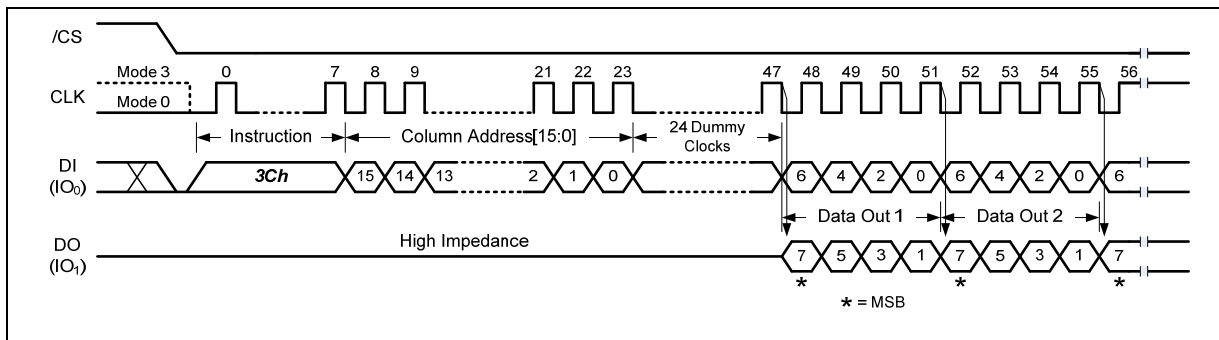 /CS
Mode 3 0 7 8 9 21 22 23 47 48 49 50 51 52 53 54 55 56
CLK
Mode 0
Instruction Column Address[15:0] 24 Dummy Clocks
DI (IO0) 3Ch 15 14 13 2 1 0 6 4 2 0 6 4 2 0 6
Data Out 1 Data Out 2
High Impedance
DO (IO1) 7 5 3 1 7 5 3 1 7
* * *
* = MSB